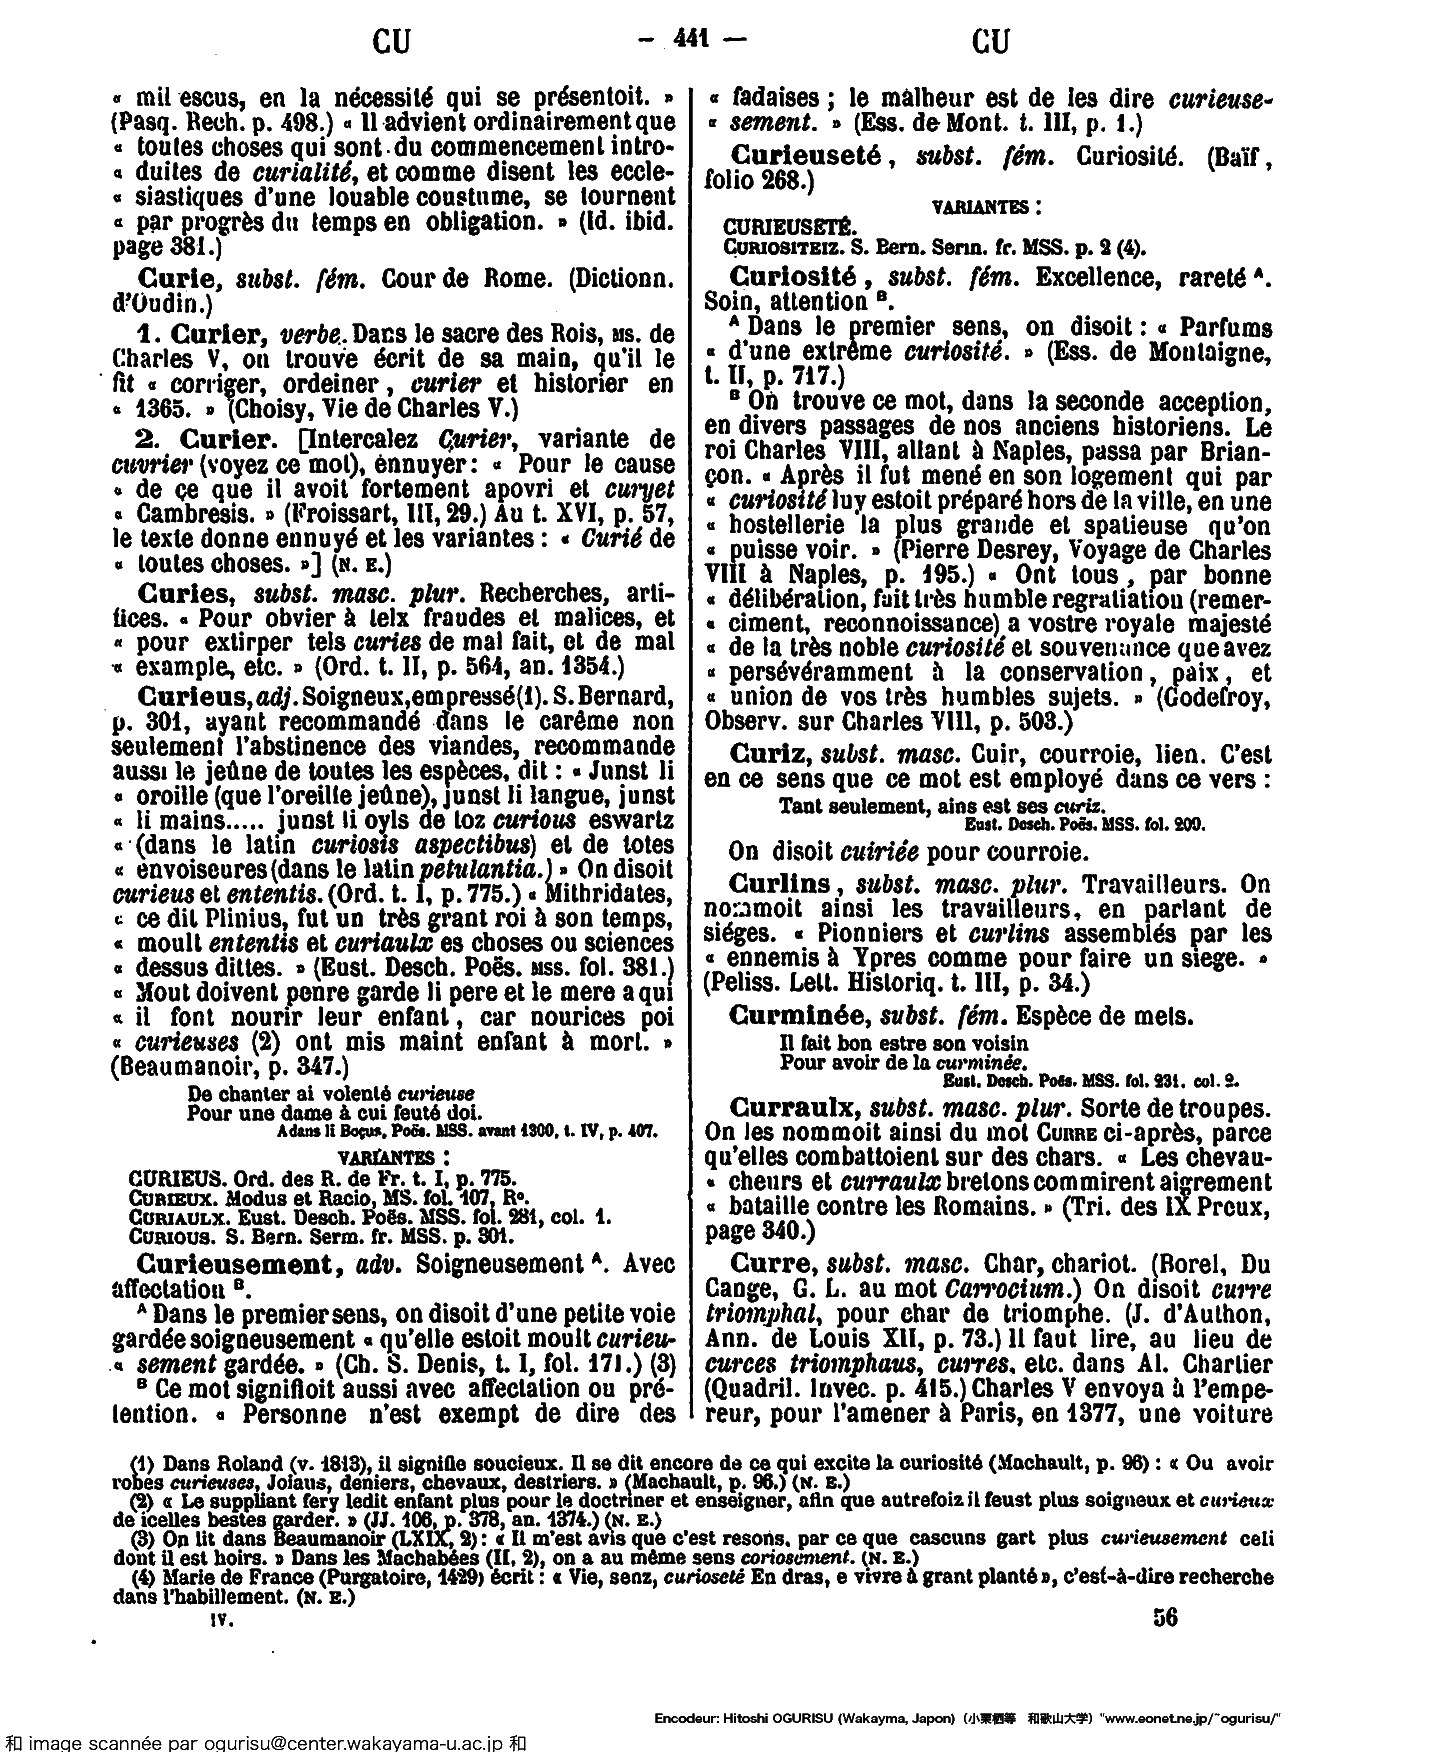 CU — 441 — CU
« mil escus, en la nécessité qui se présentoit. »
(Pasq. Rech. p. 498.) « Il advient ordinairement que
« toutes choses qui sont du commencement intro-
« duites de curialité, et comme disent les eccle-
« siastiques d'une louable coustume, se tournent
« par progrès du temps en obligation. » (Id. ibid.
page 381.)
Curie, subst. fém. Cour de Rome. (Dictionn.
d'Oudin.)
1. Curier, verbe. Dans le sacre des Rois, MS. de
Charles V, on trouve écrit de sa main, qu'il le
fit « corriger, ordeiner, curier et historier en
« 1365. » (Choisy, Vie de Charles V.)
2. Curier. [Intercalez Çurier, variante de
cuvrier (voyez ce mot), ennuyer : « Pour le cause
« de çe que il avoit fortement apovri et curyet
« Cambresis. » (Froissart, III, 29.) Au t. XVI, p. 57,
le texte donne ennuyé et les variantes : « Curié de
« toutes choses. »] (N. E.)
Curies, subst. masc. plur. Recherches, arti-
fices. « Pour obvier à telx fraudes et malices, et
« pour extirper tels curies de mal fait, et de mal
« example, etc. » (Ord. t. II, p. 564, an. 1354.)
Curieus, adj. Soigneux, empressé (1). S. Bernard,
p. 301, ayant recommandé dans le carême non
seulement l'abstinence des viandes, recommande
aussi le jeûne de toutes les espèces, dit : « Junst li
« oroille (que l'oreille jeûne), junst li langue, junst
« li mains..... junst li oyls de toz curious eswartz
« (dans le latin curiosis aspectibus) et de totes
« envoiseures (dans le latin petulantia.) » On disoit
curieus et ententis. (Ord. t. I, p. 775.) « Mithridates,
« ce dit Plinius, fut un très grant roi à son temps,
« moult ententis et curiaulx es choses ou sciences
« dessus dittes. » (Eust. Desch. Poës. MSS. fol. 381.)
« Mout doivent penre garde li pere et le mere a qui
« il font nourir leur enfant, car nourices poi
« curieuses (2) ont mis maint enfant à mort. »
(Beaumanoir, p. 347.)
De chanter ai volenté curieuse
Pour une dame à cui feuté doi.
Adans li Boçus, Poës. MSS. avant 1300, t. IV, p. 407.
VARIANTES :
CURIEUS. Ord. des R. de Fr. t. I, p. 775.
CURIEUX. Modus et Racio, MS. fol. 107, R°.
CURIAULX. Eust. Desch. Poës. MSS. fol. 281, col. 1.
CURIOUS. S. Bern. Serm. fr. MSS. p. 301.
Curieusement, adv. Soigneusement A. Avec
affectation B.
A Dans le premier sens, on disoit d'une petite voie
gardée soigneusement « qu'elle estoit moult curieu-
« sement gardée. » (Ch. S. Denis, t. I, fol. 171.) (3)
B Ce mot signifioit aussi avec affectation ou pré-
tention. « Personne n'est exempt de dire des
« fadaises ; le malheur est de les dire curieuse-
« sement. » (Ess. de Mont. t. III, p. 1.)
Curieuseté, subst. fém. Curiosité. (Baïf,
folio 268.)
VARIANTES :
CURIEUSETÉ.
CURIOSITEIZ. S. Bern. Serm. fr. MSS. p. 2 (4).
Curiosité, subst. fém. Excellence, rareté A.
Soin, attention B.
A Dans le premier sens, on disoit : « Parfums
« d'une extrême curiosité. » (Ess. de Montaigne,
t. II, p. 717.)
B On trouve ce mot, dans la seconde acception,
en divers passages de nos anciens historiens. Le
roi Charles VIII, allant à Naples, passa par Brian-
çon. « Après il fut mené en son logement qui par
« curiosité luy estoit préparé hors de la ville, en une
« hostellerie la plus grande et spatieuse qu'on
« puisse voir. » (Pierre Desrey, Voyage de Charles
VIII à Naples, p. 195.) « Ont tous, par bonne
« délibération, fait très humble regratiation (remer-
« ciment, reconnoissance) a vostre royale majesté
« de la très noble curiosité et souvenance que avez
« persévéramment à la conservation, paix, et
« union de vos très humbles sujets. » (Godefroy,
Observ. sur Charles VIII, p. 503.)
Curiz, subst. masc. Cuir, courroie, lien. C'est
en ce sens que ce mot est employé dans ce vers :
Tant seulement, ains est ses curiz.
Eust. Desch. Poës. MSS. fol. 209.
On disoit cuiriée pour courroie.
Curlins, subst. masc. plur. Travailleurs. On
nommoit ainsi les travailleurs, en parlant de
siéges. « Pionniers et curlins assemblés par les
« ennemis à Ypres comme pour faire un siege. »
(Peliss. Lett. Historiq. t. III, p. 34.)
Curminée, subst. fém. Espèce de mets.
Il fait bon estre son voisin
Pour avoir de la curminée.
Eust. Desch. Poës. MSS. fol. 231, col. 2.
Curraulx, subst. masc. plur. Sorte de troupes.
On les nommoit ainsi du mot CURRE ci-après, parce
qu'elles combattoient sur des chars. « Les chevau-
« cheurs et curraulx bretons commirent aigrement
« bataille contre les Romains. » (Tri. des IX Preux,
page 340.)
Curre, subst. masc. Char, chariot. (Borel, Du
Cange, G. L. au mot Carrocium.) On disoit curre
triomphal, pour char de triomphe. (J. d'Authon,
Ann. de Louis XII, p. 73.) Il faut lire, au lieu de
curces triomphaus, curres, etc. dans Al. Chartier
(Quadril. Invec. p. 415.) Charles V envoya à l'empe-
reur, pour l'amener à Paris, en 1377, une voiture
(1) Dans Roland (v. 1813), il signifie soucieux. Il se dit encore de ce qui excite la curiosité (Machault, p. 96) : « Ou avoir
robes curieuses, Joiaus, deniers, chevaux, destriers. » (Machault, p. 96.) (N. E.)
(2) « Le suppliant fery ledit enfant plus pour le doctriner et enseigner, afin que autrefoiz il feust plus soigneux et curieux
de icelles bestes garder. » (JJ. 106, p. 378, an. 1374.) (N. E.)
(3) On lit dans Beaumanoir (LXIX, 2) : « Il m'est avis que c'est resons, par ce que cascuns gart plus curieusement celi
dont il est hoirs. » Dans les Machabées (II, 2), on a au même sens coriosement. (N. E.)
(4) Marie de France (Purgatoire, 1429) écrit : « Vie, senz, curioseté En dras, e vivre à grant planté », c'est-à-dire recherche
dans l'habillement. (N. E.)
IV. 56
Encodeur: Hitoshi OGURISU (Wakayma, Japon) (小栗栖等 和歌山大学) "www.eonet.ne.jp/~ogurisu/"
和 image scannée par ogurisu@center.wakayama-u.ac.jp 和